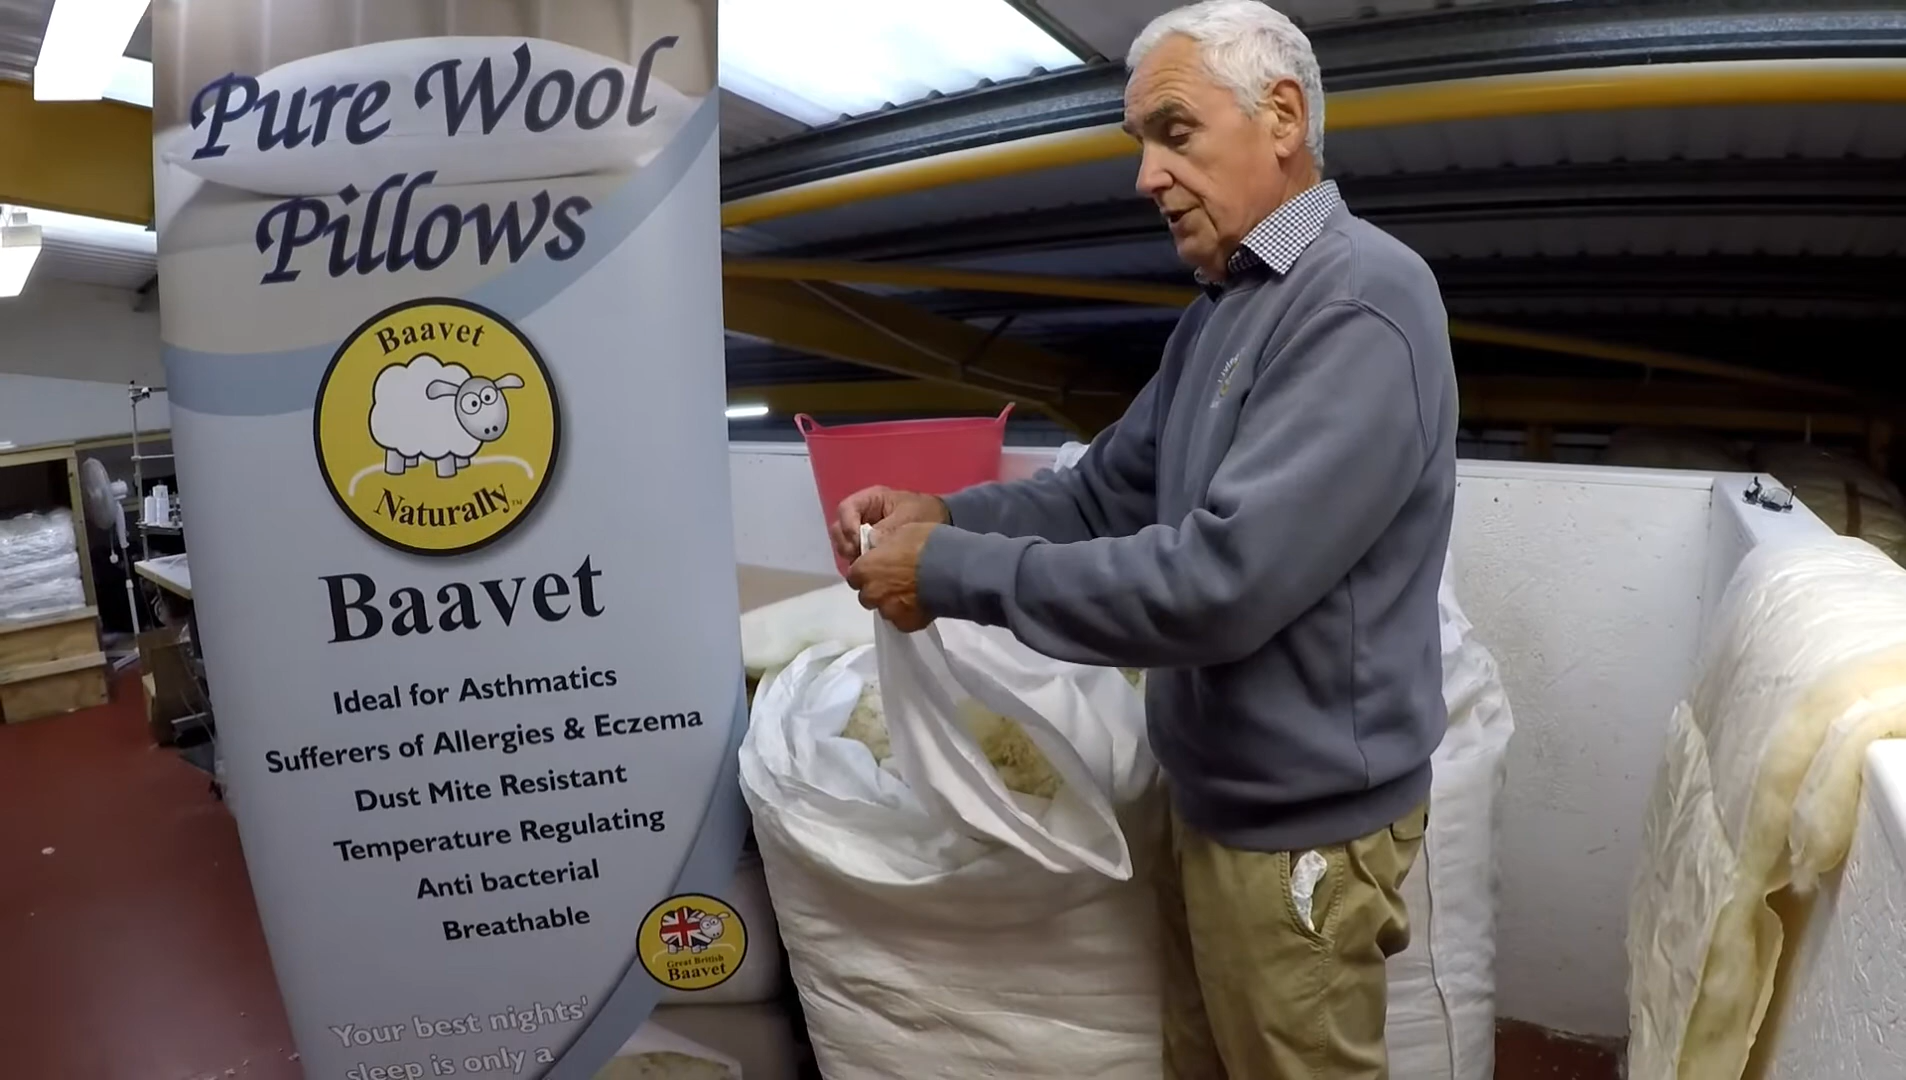 Pure Wool
Pillows
Baavet
Naturally™
Baavet
Ideal for Asthmatics
Sufferers of Allergies & Eczema
Dust Mite Resistant
Temperature Regulating
Anti bacterial
Breathable
Great British
Baavet
Your best nights'
sleep is only a